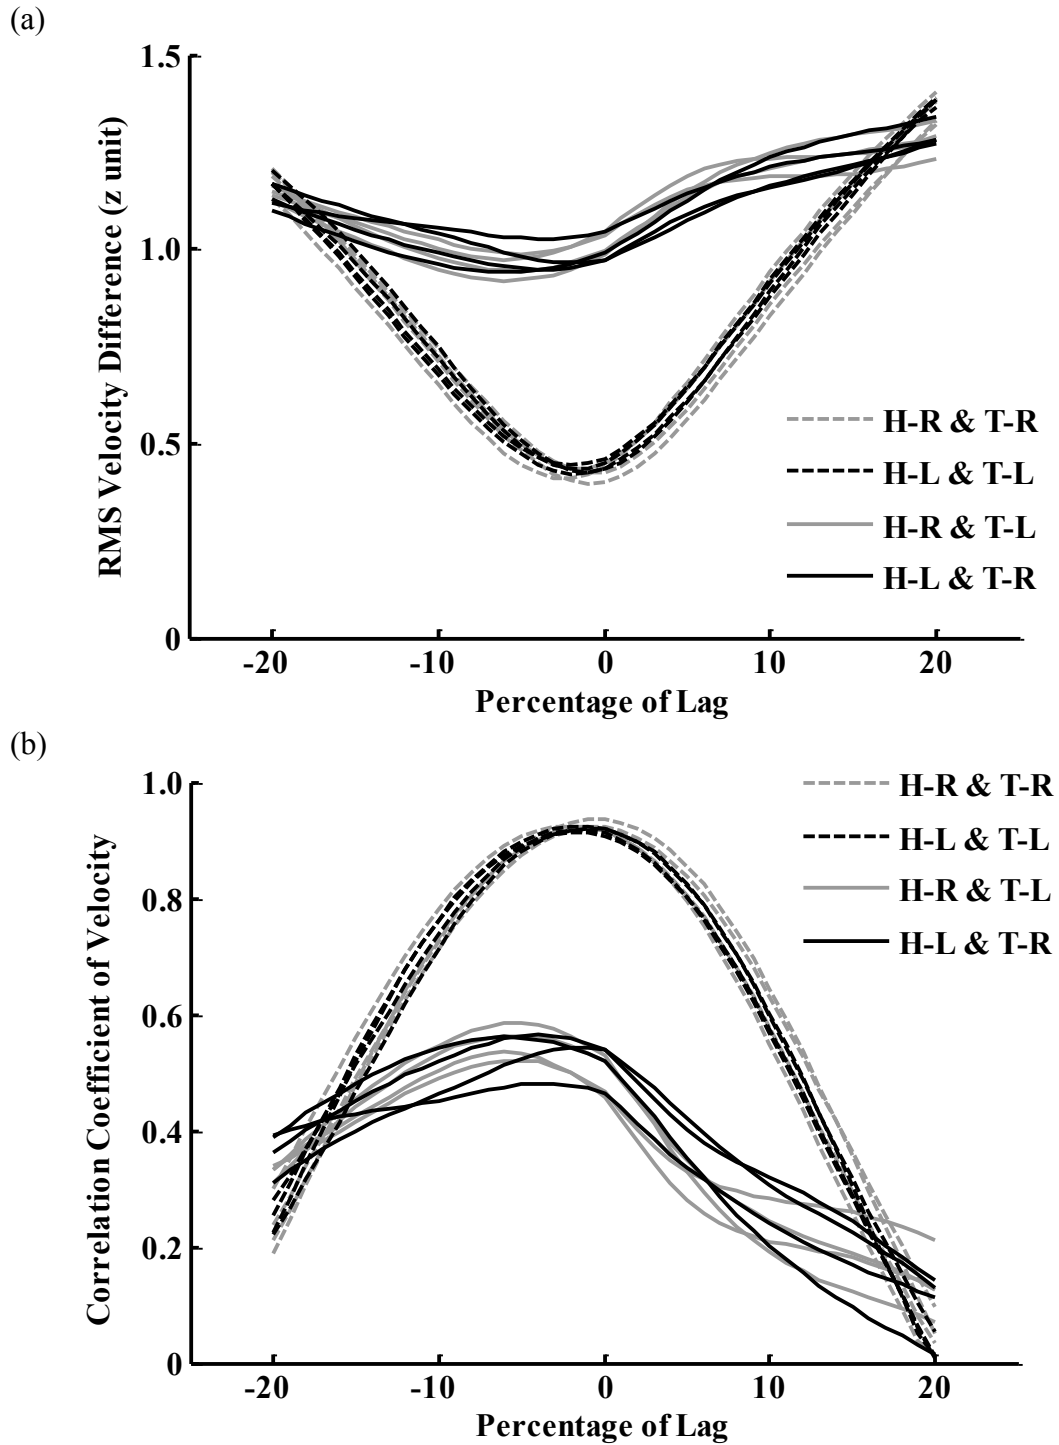 (a)
1.5
1.0
0.5
0
RMS Velocity Difference (z unit)
H-R & T-R
H-L & T-L
H-R & T-L
H-L & T-R
-20 -10 0 10 20
Percentage of Lag
(b)
1.0
0.8
0.6
0.4
0.2
0
Correlation Coefficient of Velocity
H-R & T-R
H-L & T-L
H-R & T-L
H-L & T-R
-20 -10 0 10 20
Percentage of Lag